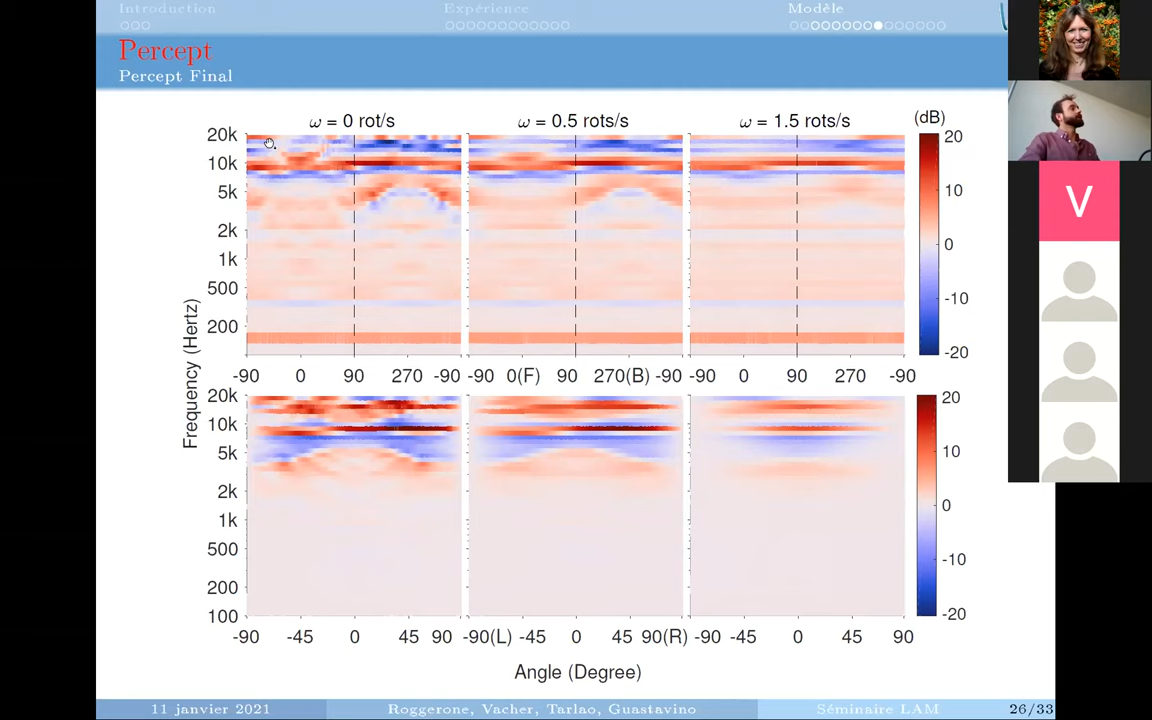 Introduction
Expérience
Modèle
Percept
Percept Final
ω = 0 rot/s
ω = 0.5 rots/s
ω = 1.5 rots/s
(dB)
20k
10k
5k
2k
1k
500
200
20
10
0
-10
-20
-90 0 90 270 -90
-90 0(F) 90 270(B) -90
-90 0 90 270 -90
Frequency (Hertz)
20k
10k
5k
2k
1k
500
200
100
20
10
0
-10
-20
-90 -45 0 45 90
-90(L) -45 0 45 90(R)
-90 -45 0 45 90
Angle (Degree)
11 janvier 2021
Roggerone, Vacher, Tarlao, Guastavino
Séminaire LAM
26/33
V